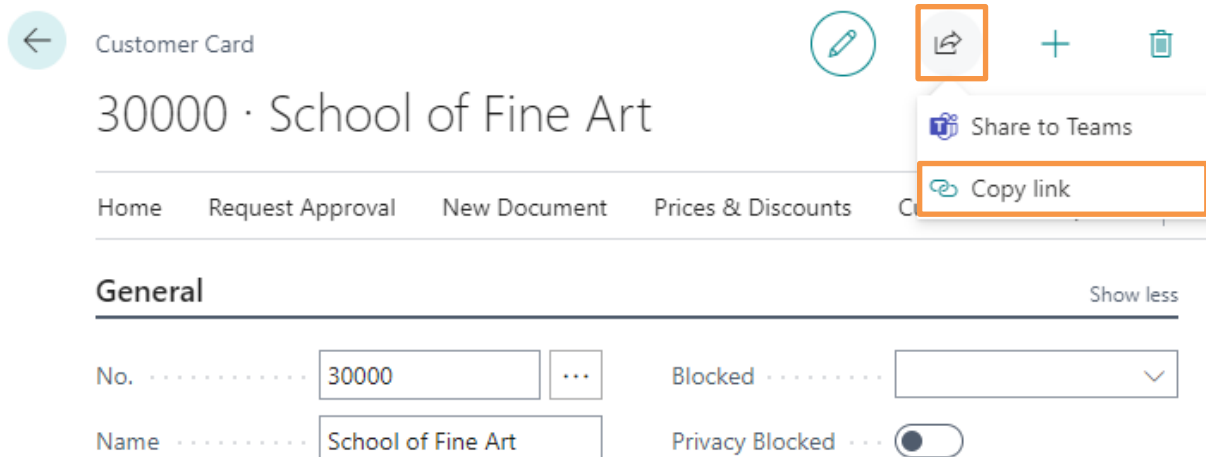 Customer Card
30000 · School of Fine Art
Share to Teams
Copy link
Home Request Approval New Document Prices & Discounts
General Show less
No. 30000 Blocked
Name School of Fine Art Privacy Blocked